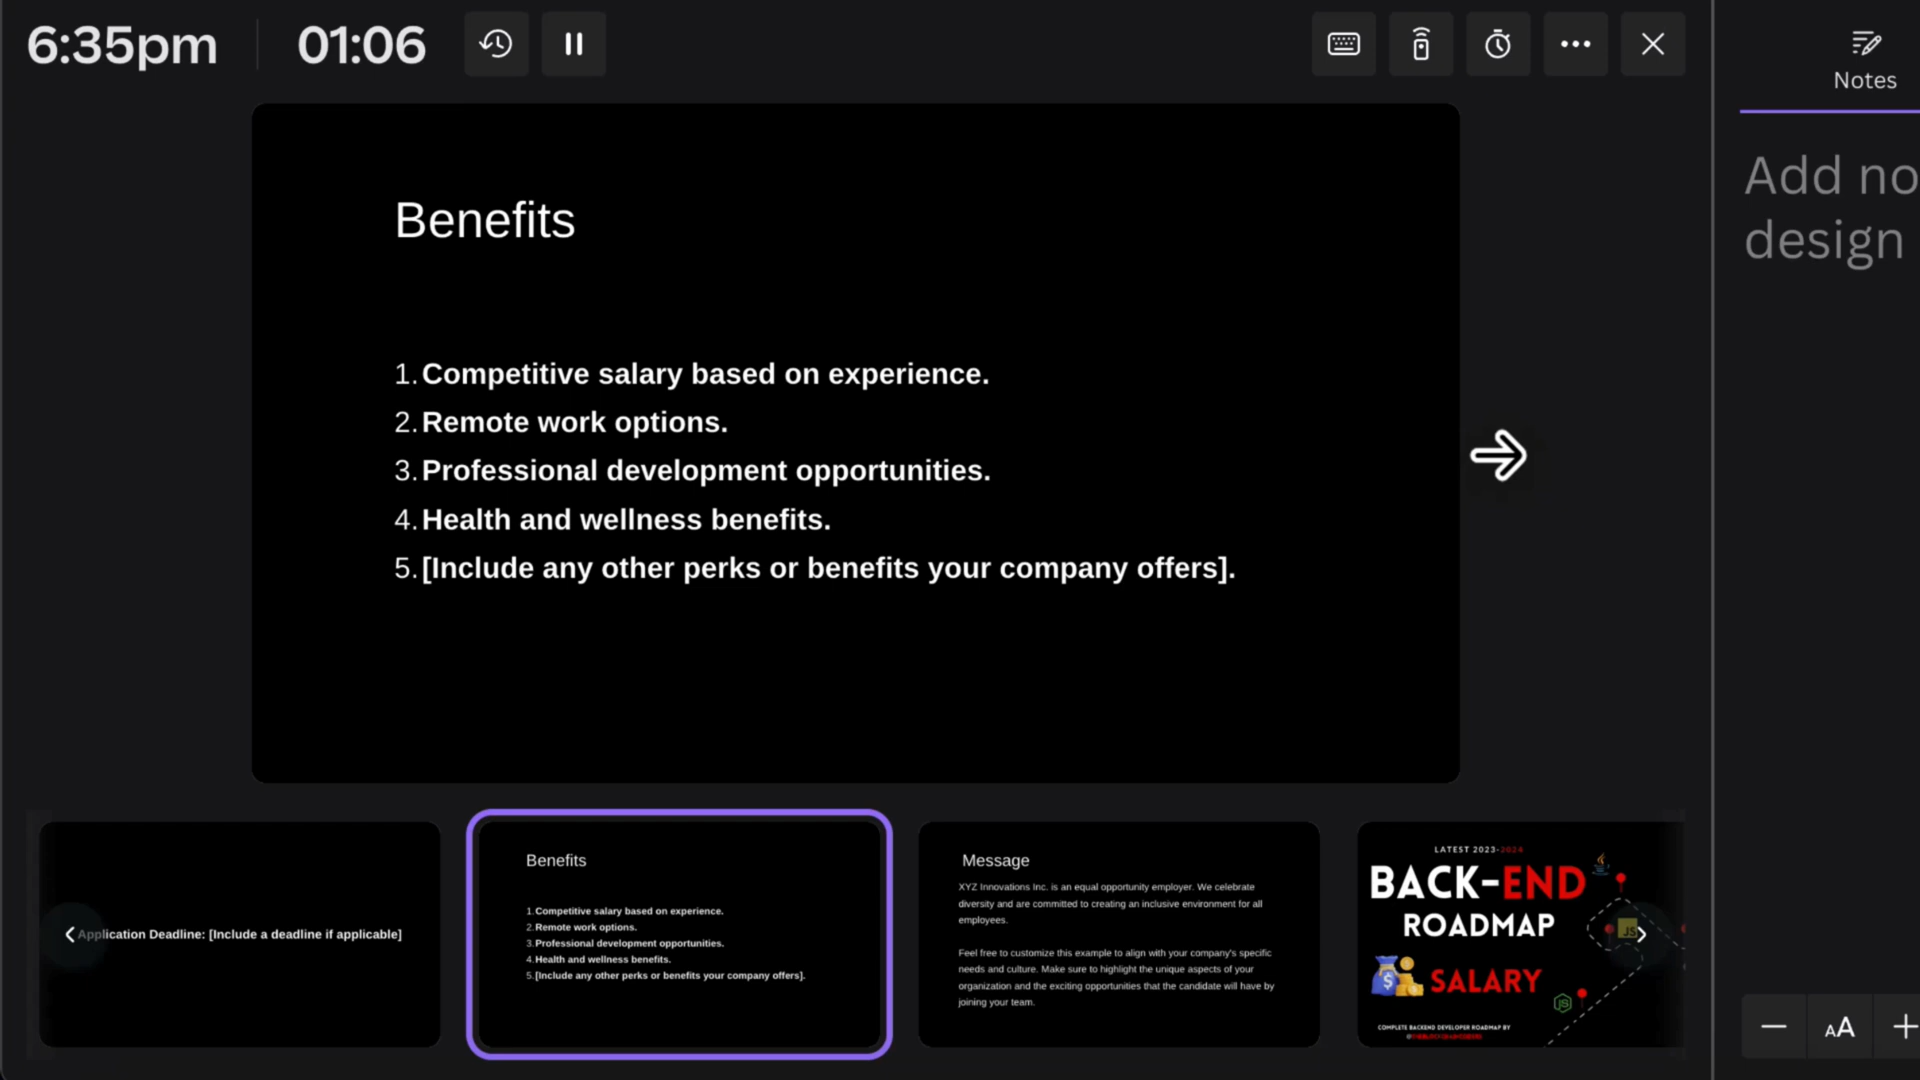 6:35pm
01:06
Notes
Add no
design
Benefits
1. Competitive salary based on experience.
2. Remote work options.
3. Professional development opportunities.
4. Health and wellness benefits.
5. [Include any other perks or benefits your company offers].
Application Deadline: [Include a deadline if applicable]
Benefits
1. Competitive salary based on experience.
2. Remote work options.
3. Professional development opportunities.
4. Health and wellness benefits.
5. [Include any other perks or benefits your company offers].
Message
XYZ Innovations Inc. is an equal opportunity employer. We celebrate
diversity and are committed to creating an inclusive environment for all
employees.
Feel free to customize this example to align with your company's specific
needs and culture. Make sure to highlight the unique aspects of your
organization and the exciting opportunities that the candidate will have by
joining your team.
LATEST 2023-2024
BACK-END
ROADMAP
JS
SALARY
JS
COMPLETE BACKEND DEVELOPER ROADMAP BY
AA